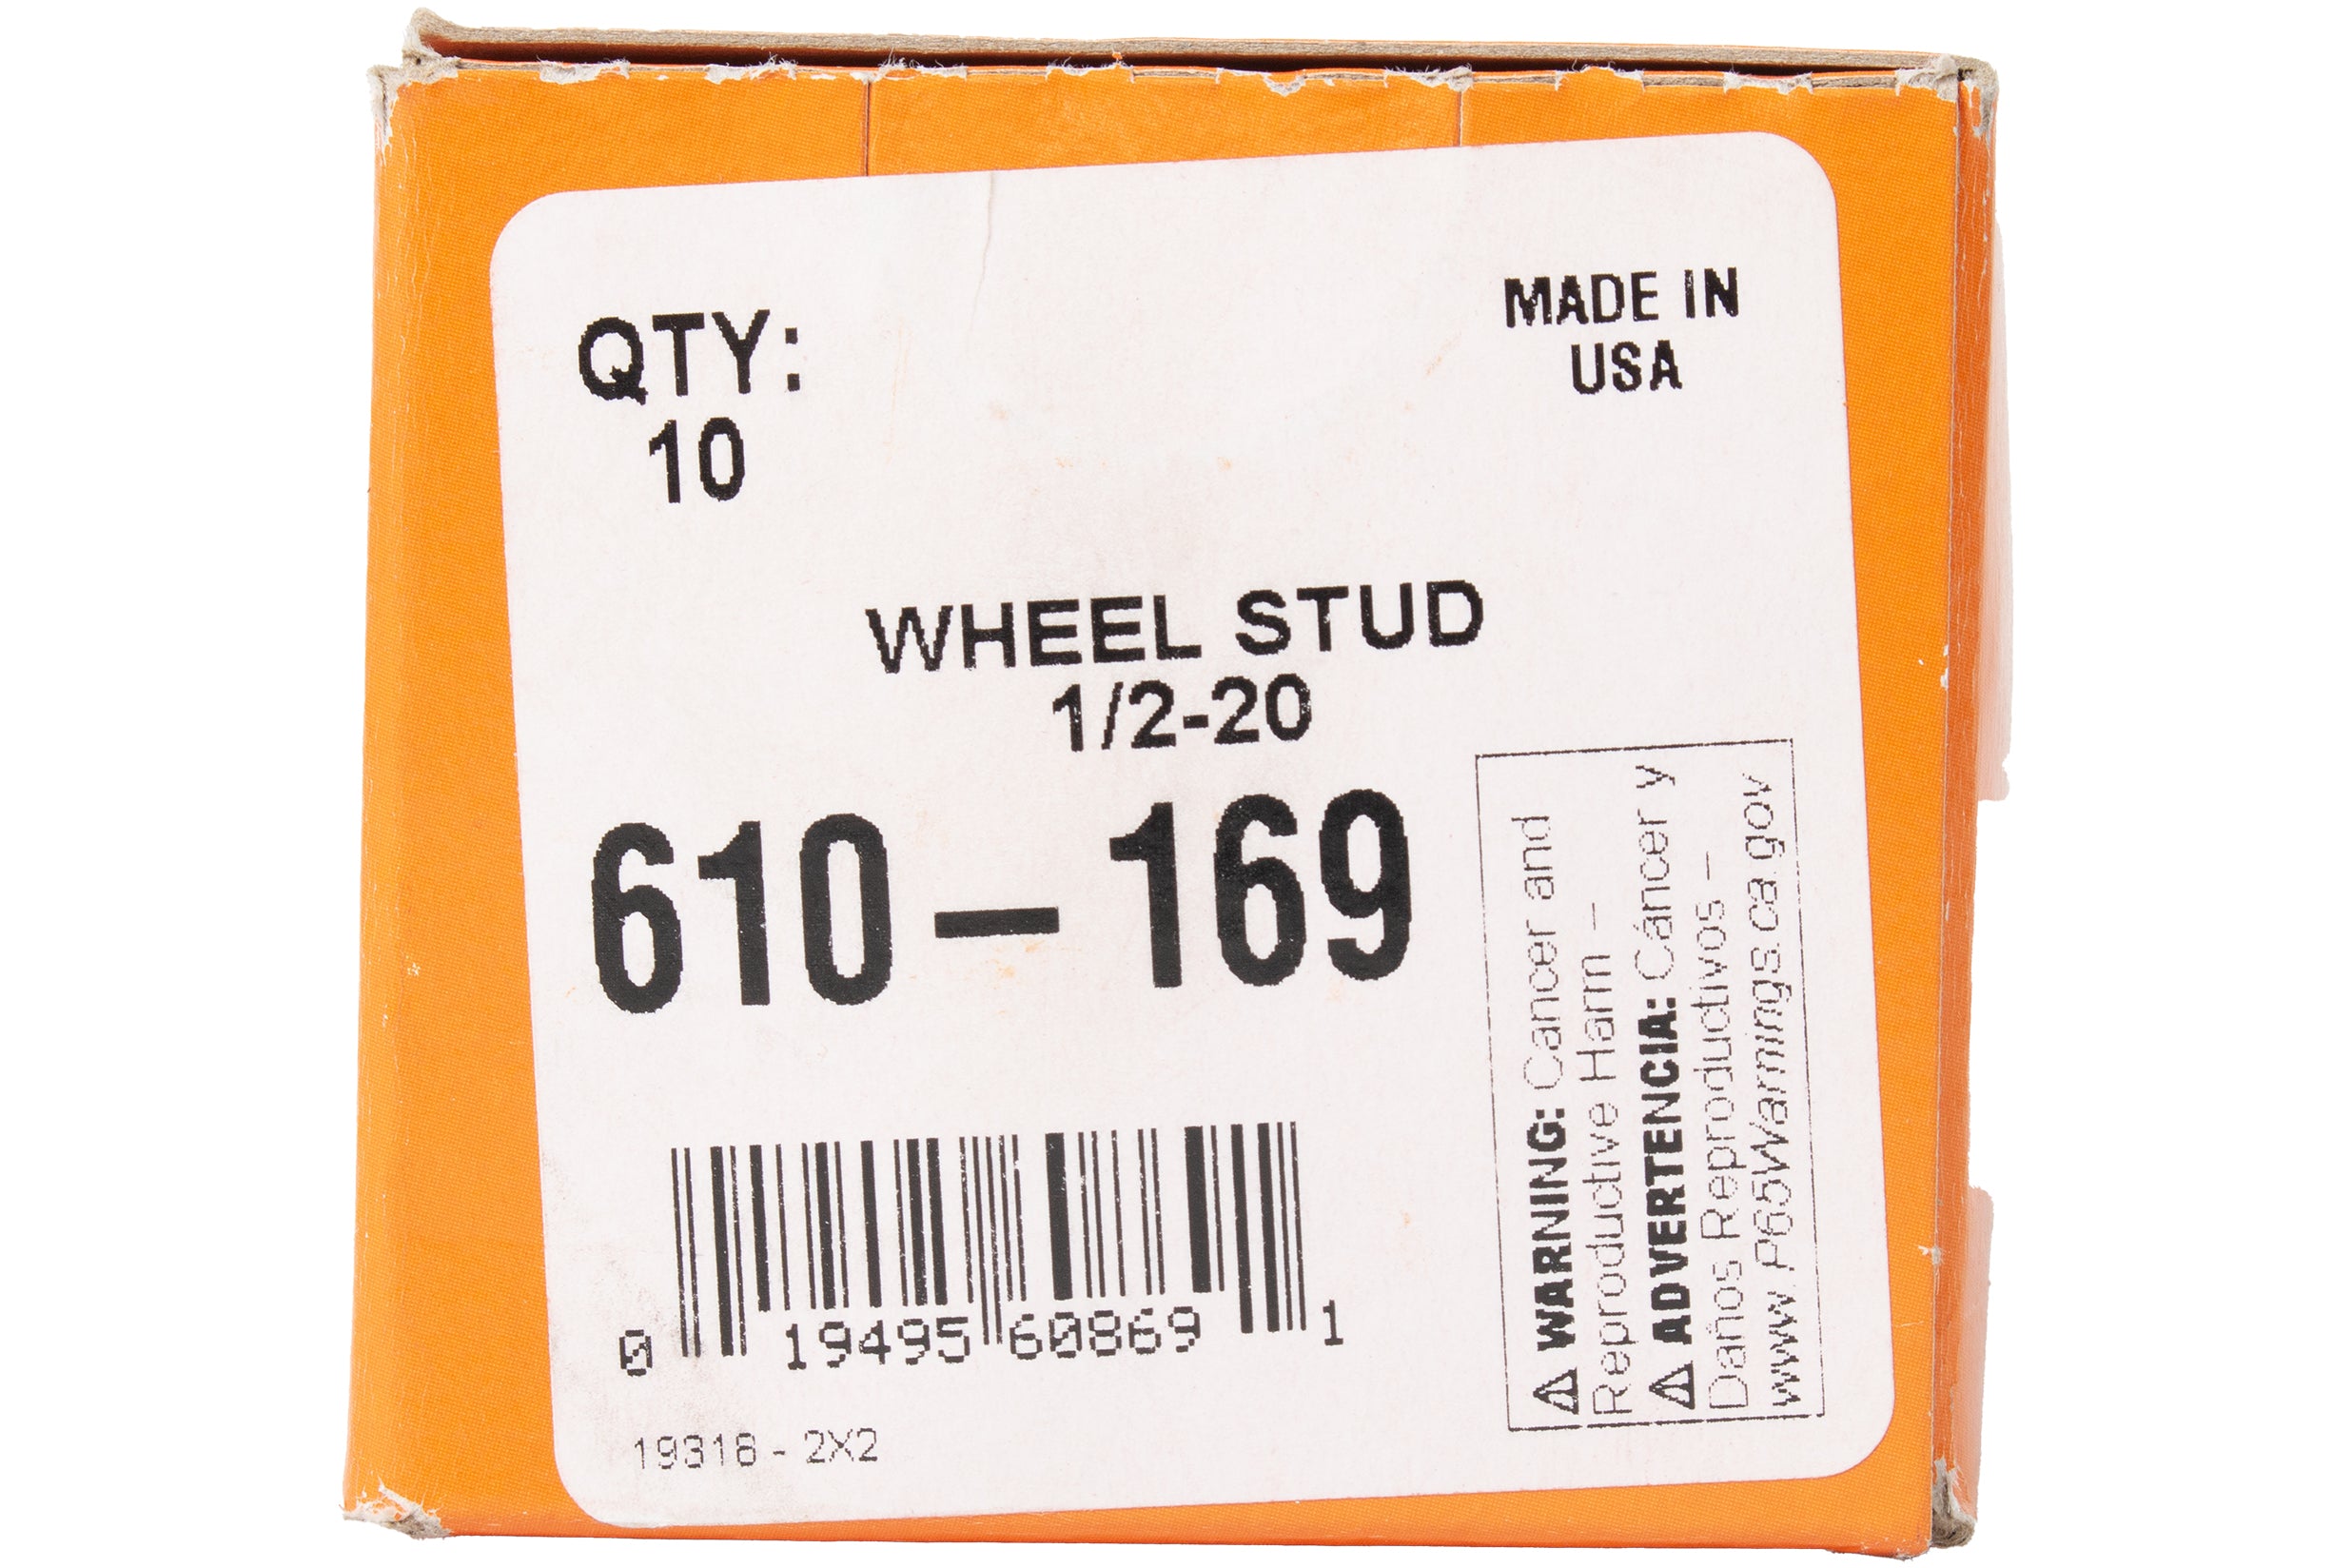 QTY:
10
MADE IN
USA
WHEEL STUD
1/2-20
610-169
⚠ WARNING: Cancer and
Reproductive Harm –
⚠ ADVERTENCIA: Cáncer y
Daños Reproductivos –
www.P65Warnings.ca.gov
0 19495 60869 1
19318 - 2X2